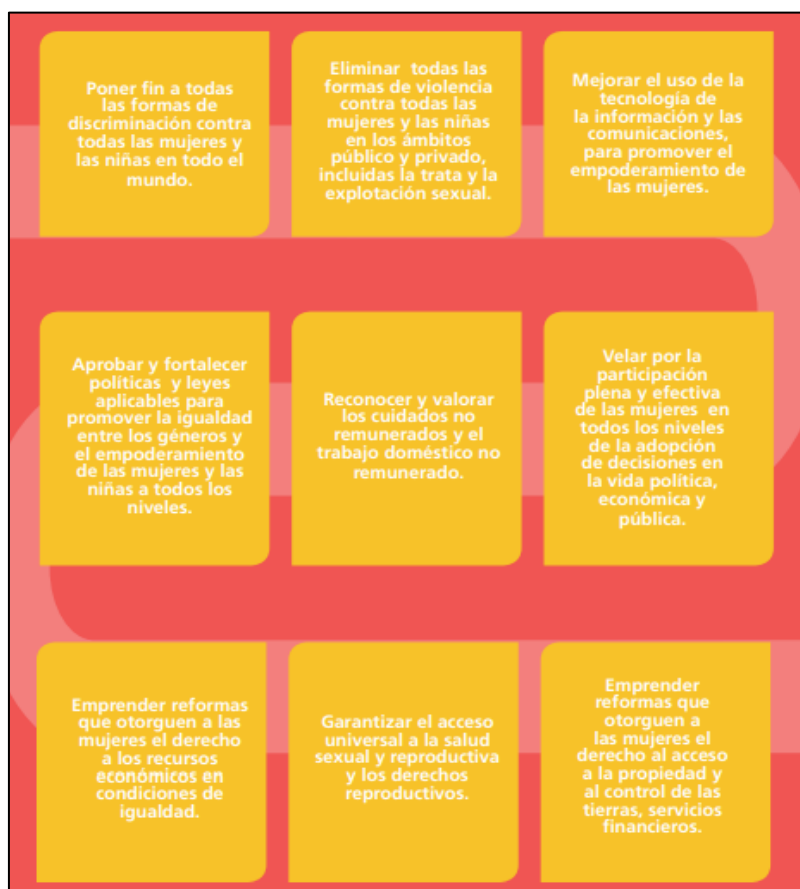 Poner fin a todas
las formas de
discriminación contra
todas las mujeres y
las niñas en todo el
mundo.
Eliminar todas las
formas de violencia
contra todas las
mujeres y las niñas
en los ámbitos
público y privado,
incluidas la trata y la
explotación sexual.
Mejorar el uso de la
tecnología de
la información y las
comunicaciones,
para promover el
empoderamiento de
las mujeres.
Aprobar y fortalecer
políticas y leyes
aplicables para
promover la igualdad
entre los géneros y
el empoderamiento
de las mujeres y las
niñas a todos los
niveles.
Reconocer y valorar
los cuidados no
remunerados y el
trabajo doméstico no
remunerado.
Velar por la
participación
plena y efectiva
de las mujeres en
todos los niveles
de la adopción
de decisiones en
la vida política,
económica y
pública.
Emprender reformas
que otorguen a las
mujeres el derecho
a los recursos
económicos en
condiciones de
igualdad.
Garantizar el acceso
universal a la salud
sexual y reproductiva
y los derechos
reproductivos.
Emprender
reformas que
otorguen a
las mujeres el
derecho al acceso
a la propiedad y
al control de las
tierras, servicios
financieros.